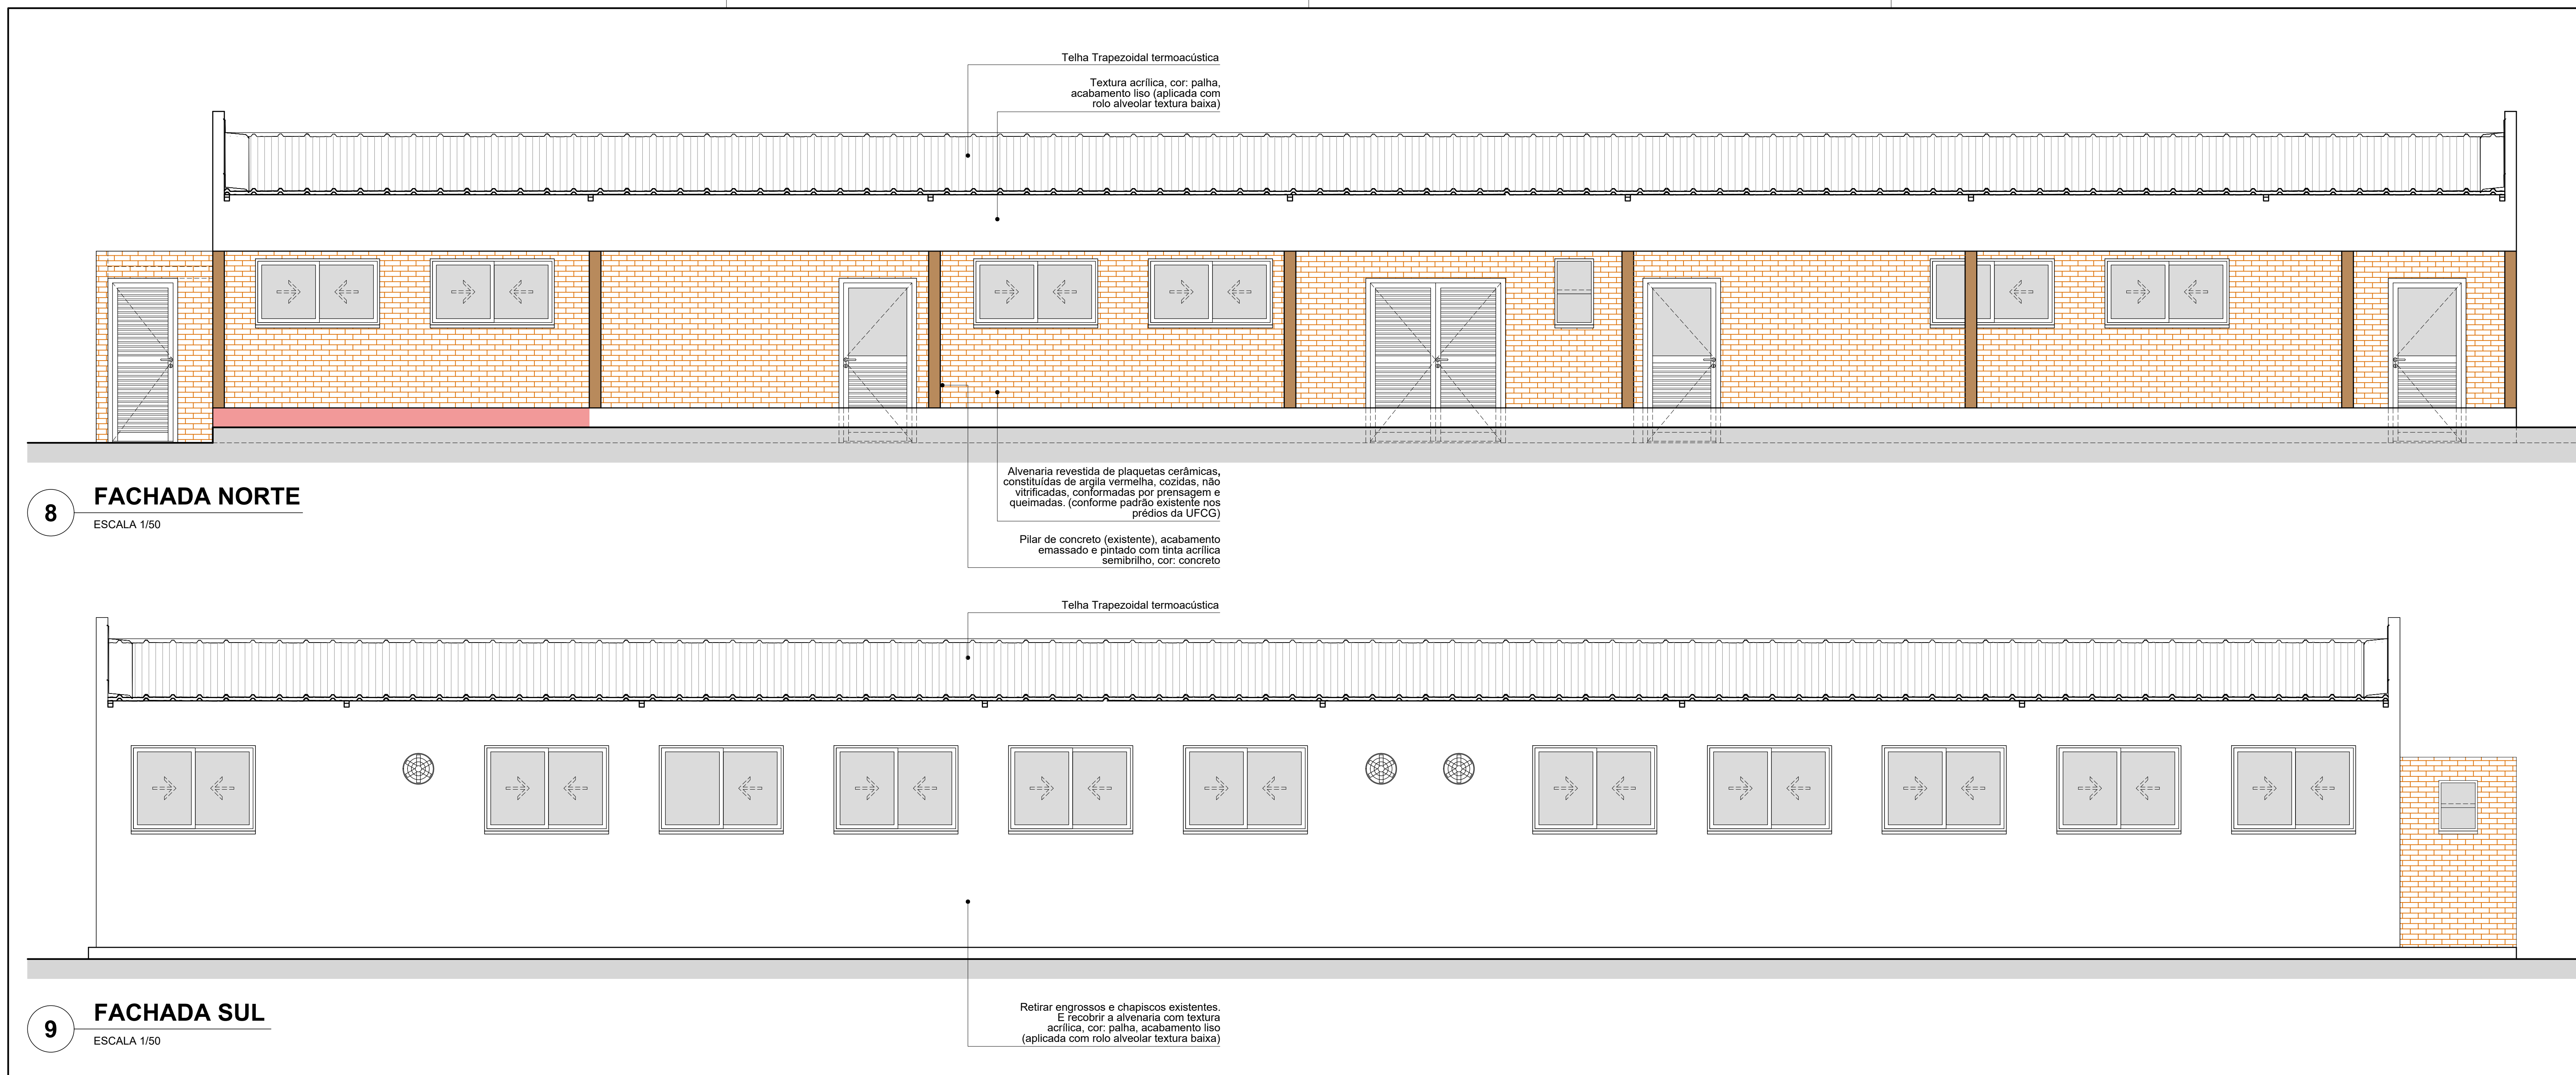 Telha Trapezoidal termoacústica
Textura acrílica, cor: palha,
acabamento liso (aplicada com
rolo alveolar textura baixa)
Alvenaria revestida de plaquetas cerâmicas,
constituídas de argila vermelha, cozidas, não
vitrificadas, conformadas por prensagem e
queimadas. (conforme padrão existente nos
prédios da UFCG)
Pilar de concreto (existente), acabamento
emassado e pintado com tinta acrílica
semibrilho, cor: concreto
8
FACHADA NORTE
ESCALA 1/50
Telha Trapezoidal termoacústica
Retirar engrossos e chapiscos existentes.
E recobrir a alvenaria com textura
acrílica, cor: palha, acabamento liso
(aplicada com rolo alveolar textura baixa)
9
FACHADA SUL
ESCALA 1/50